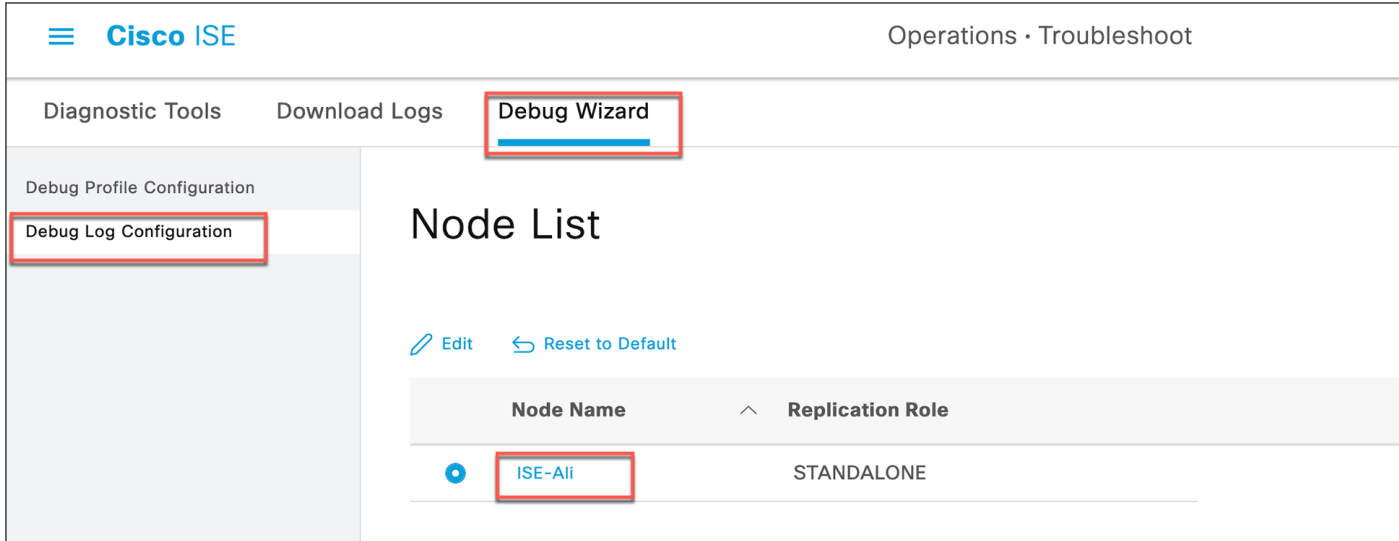 Cisco ISE
Operations · Troubleshoot
Diagnostic Tools Download Logs Debug Wizard
Debug Profile Configuration
Debug Log Configuration
Node List
Edit Reset to Default
Node Name Replication Role
ISE-Ali STANDALONE